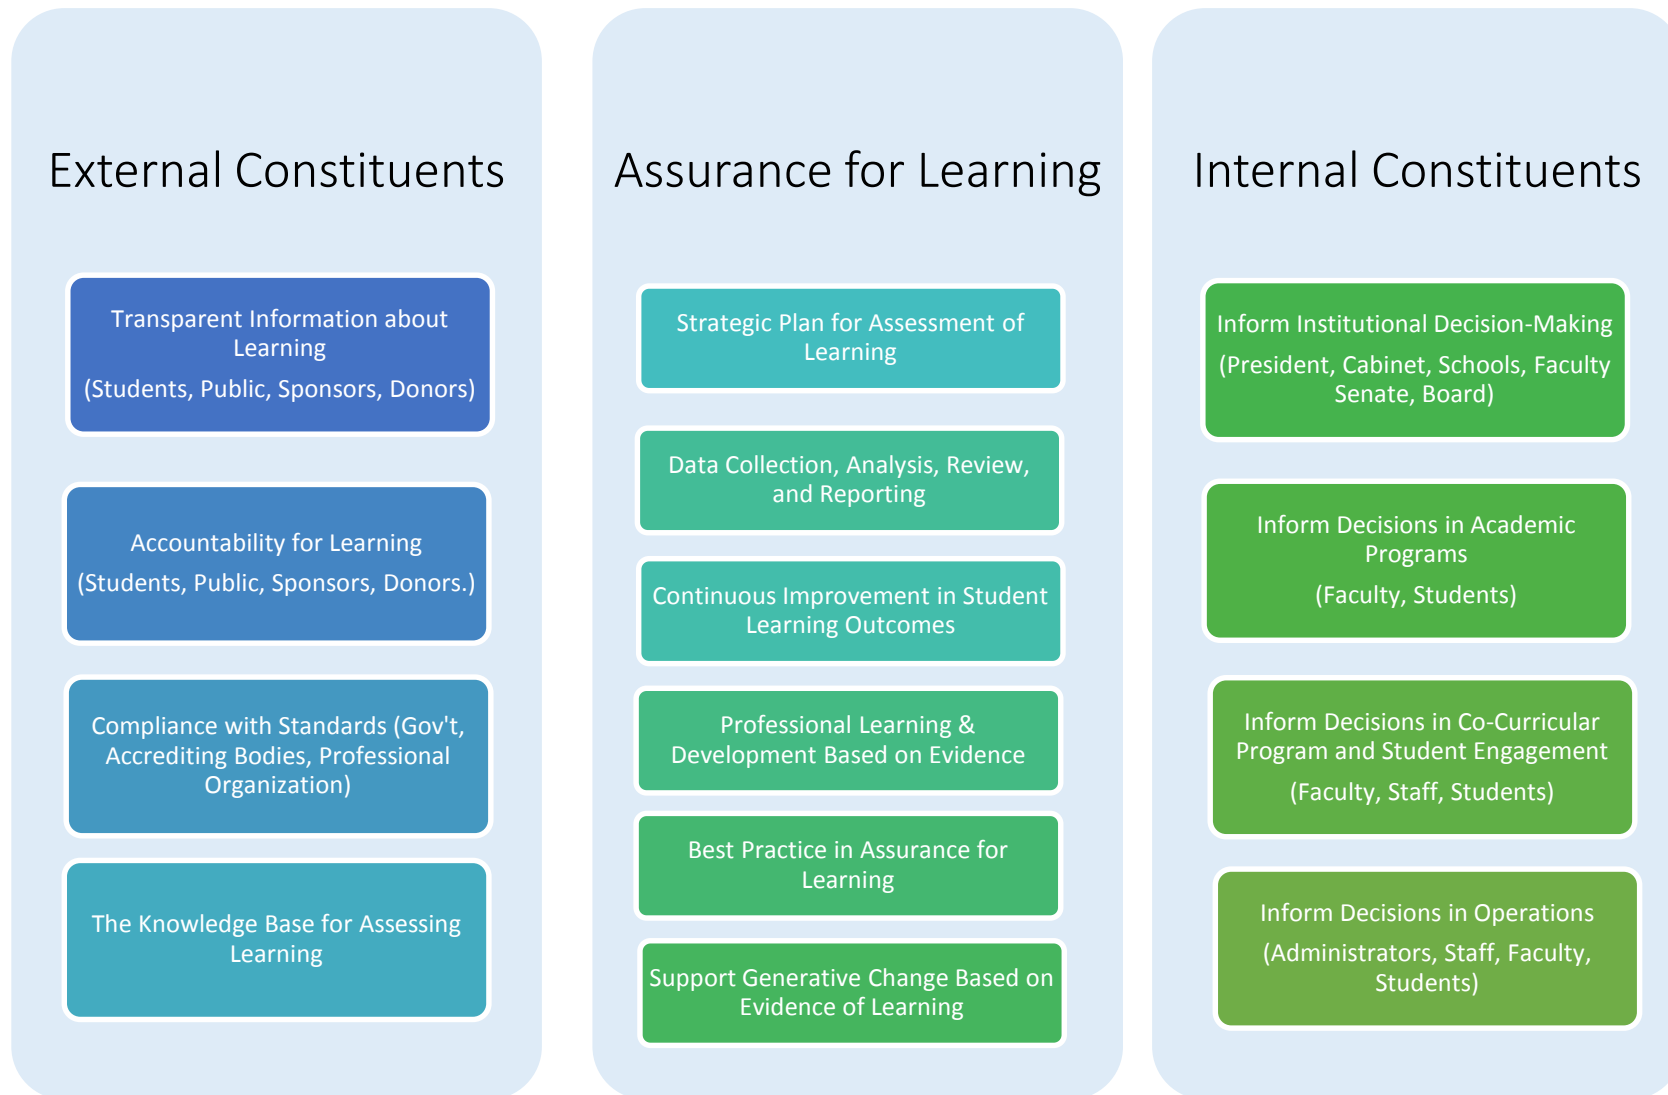 External Constituents
Transparent Information about
Learning
(Students, Public, Sponsors, Donors)
Accountability for Learning
(Students, Public, Sponsors, Donors.)
Compliance with Standards (Gov't,
Accrediting Bodies, Professional
Organization)
The Knowledge Base for Assessing
Learning
Assurance for Learning
Strategic Plan for Assessment of
Learning
Data Collection, Analysis, Review,
and Reporting
Continuous Improvement in Student
Learning Outcomes
Professional Learning &
Development Based on Evidence
Best Practice in Assurance for
Learning
Support Generative Change Based on
Evidence of Learning
Internal Constituents
Inform Institutional Decision-Making
(President, Cabinet, Schools, Faculty
Senate, Board)
Inform Decisions in Academic
Programs
(Faculty, Students)
Inform Decisions in Co-Curricular
Program and Student Engagement
(Faculty, Staff, Students)
Inform Decisions in Operations
(Administrators, Staff, Faculty,
Students)